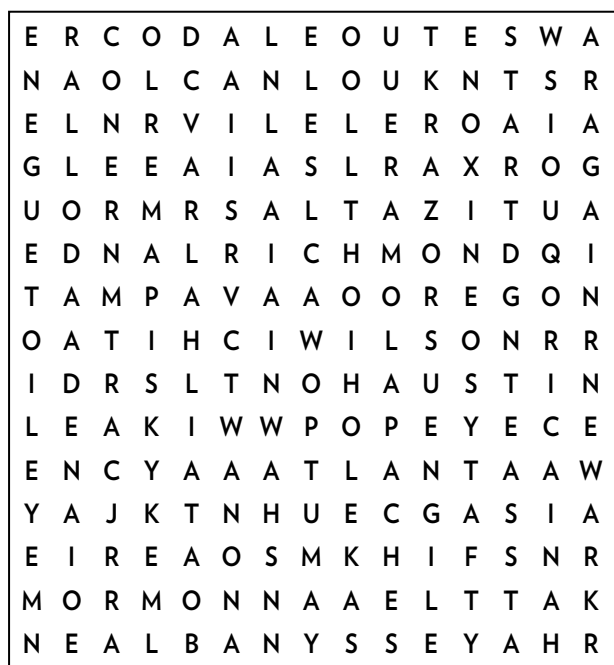 E R C O D A L E O U T E S W A
N A O L C A N L O U K N T S R
E L N R V I L E L E R O A I A
G L E E A I A S L R A X R O G
U O R M R S A L T A Z I T U A
E D N A L R I C H M O N D Q I
T A M P A V A A O O R E G O N
O A T I H C I W I L S O N R R
I D R S L T N O H A U S T I N
L E A K I W W P O P E Y E C E
E N C Y A A A T L A N T A A W
Y A J K T N H U E C G A S I A
E I R E A O S M K H I F S N R
M O R M O N N A A E L T T A K
N E A L B A N Y S S E Y A H R